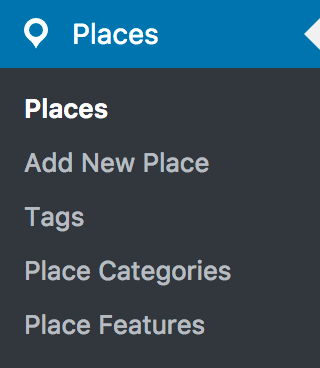 Places
Places
Add New Place
Tags
Place Categories
Place Features